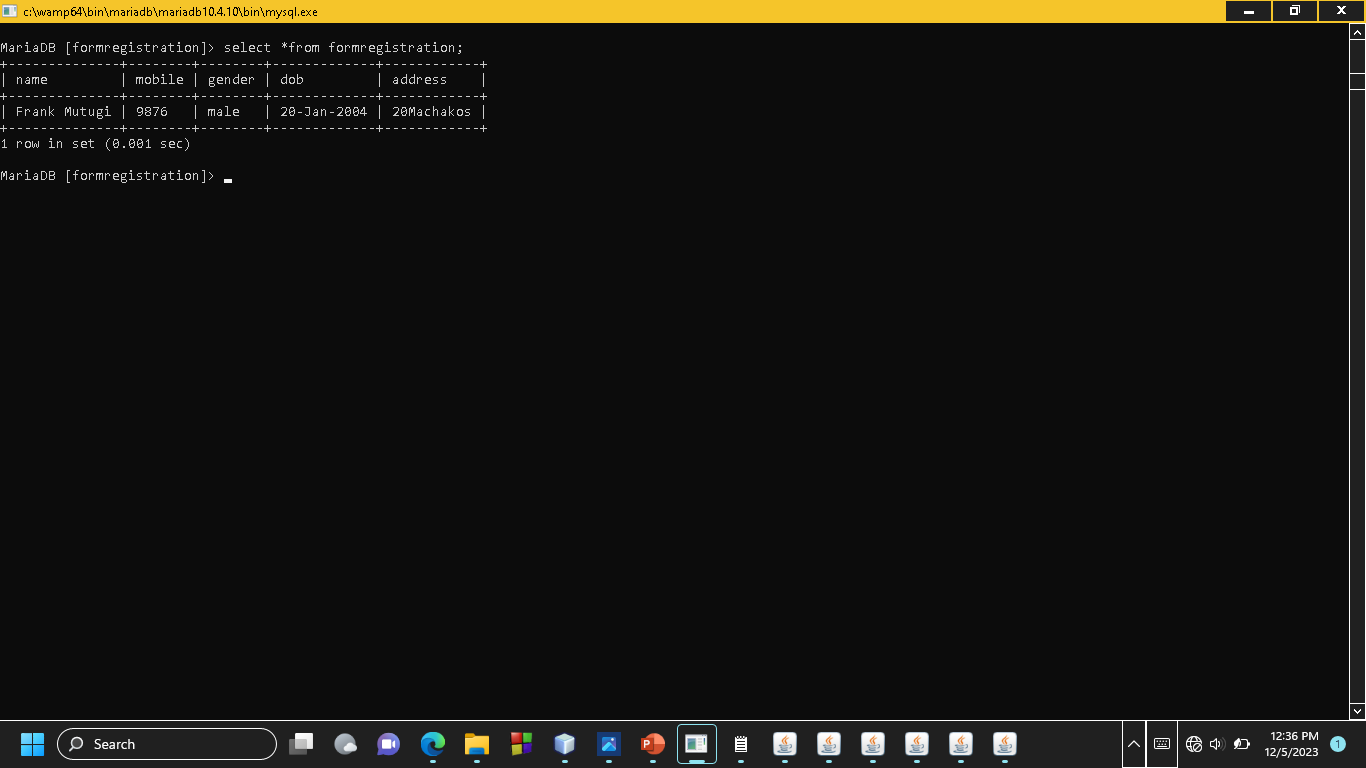 c:\wamp64\bin\mariadb\mariadb10.4.10\bin\mysql.exe
MariaDB [formregistration]> select *from formregistration;
+--------------+--------+--------+-------------+------------+
| name         | mobile | gender | dob         | address    |
+--------------+--------+--------+-------------+------------+
| Frank Mutugi | 9876   | male   | 20-Jan-2004 | 20Machakos |
+--------------+--------+--------+-------------+------------+
1 row in set (0.001 sec)
MariaDB [formregistration]>
Search
12:36 PM
12/5/2023
1